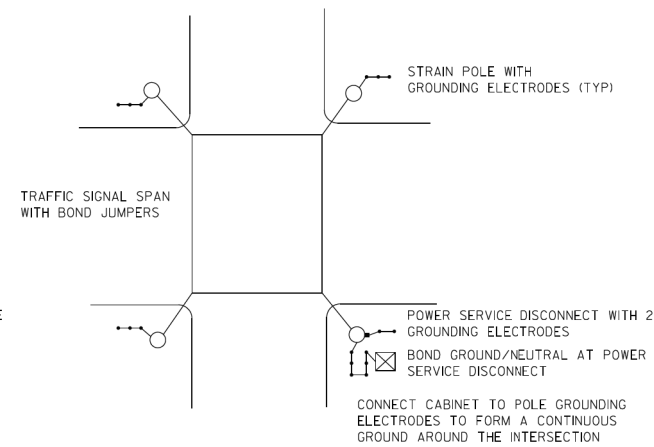 STRAIN POLE WITH
GROUNDING ELECTRODES (TYP)
TRAFFIC SIGNAL SPAN
WITH BOND JUMPERS
E
POWER SERVICE DISCONNECT WITH 2
GROUNDING ELECTRODES
BOND GROUND/NEUTRAL AT POWER
SERVICE DISCONNECT
CONNECT CABINET TO POLE GROUNDING
ELECTRODES TO FORM A CONTINUOUS
GROUND AROUND THE INTERSECTION